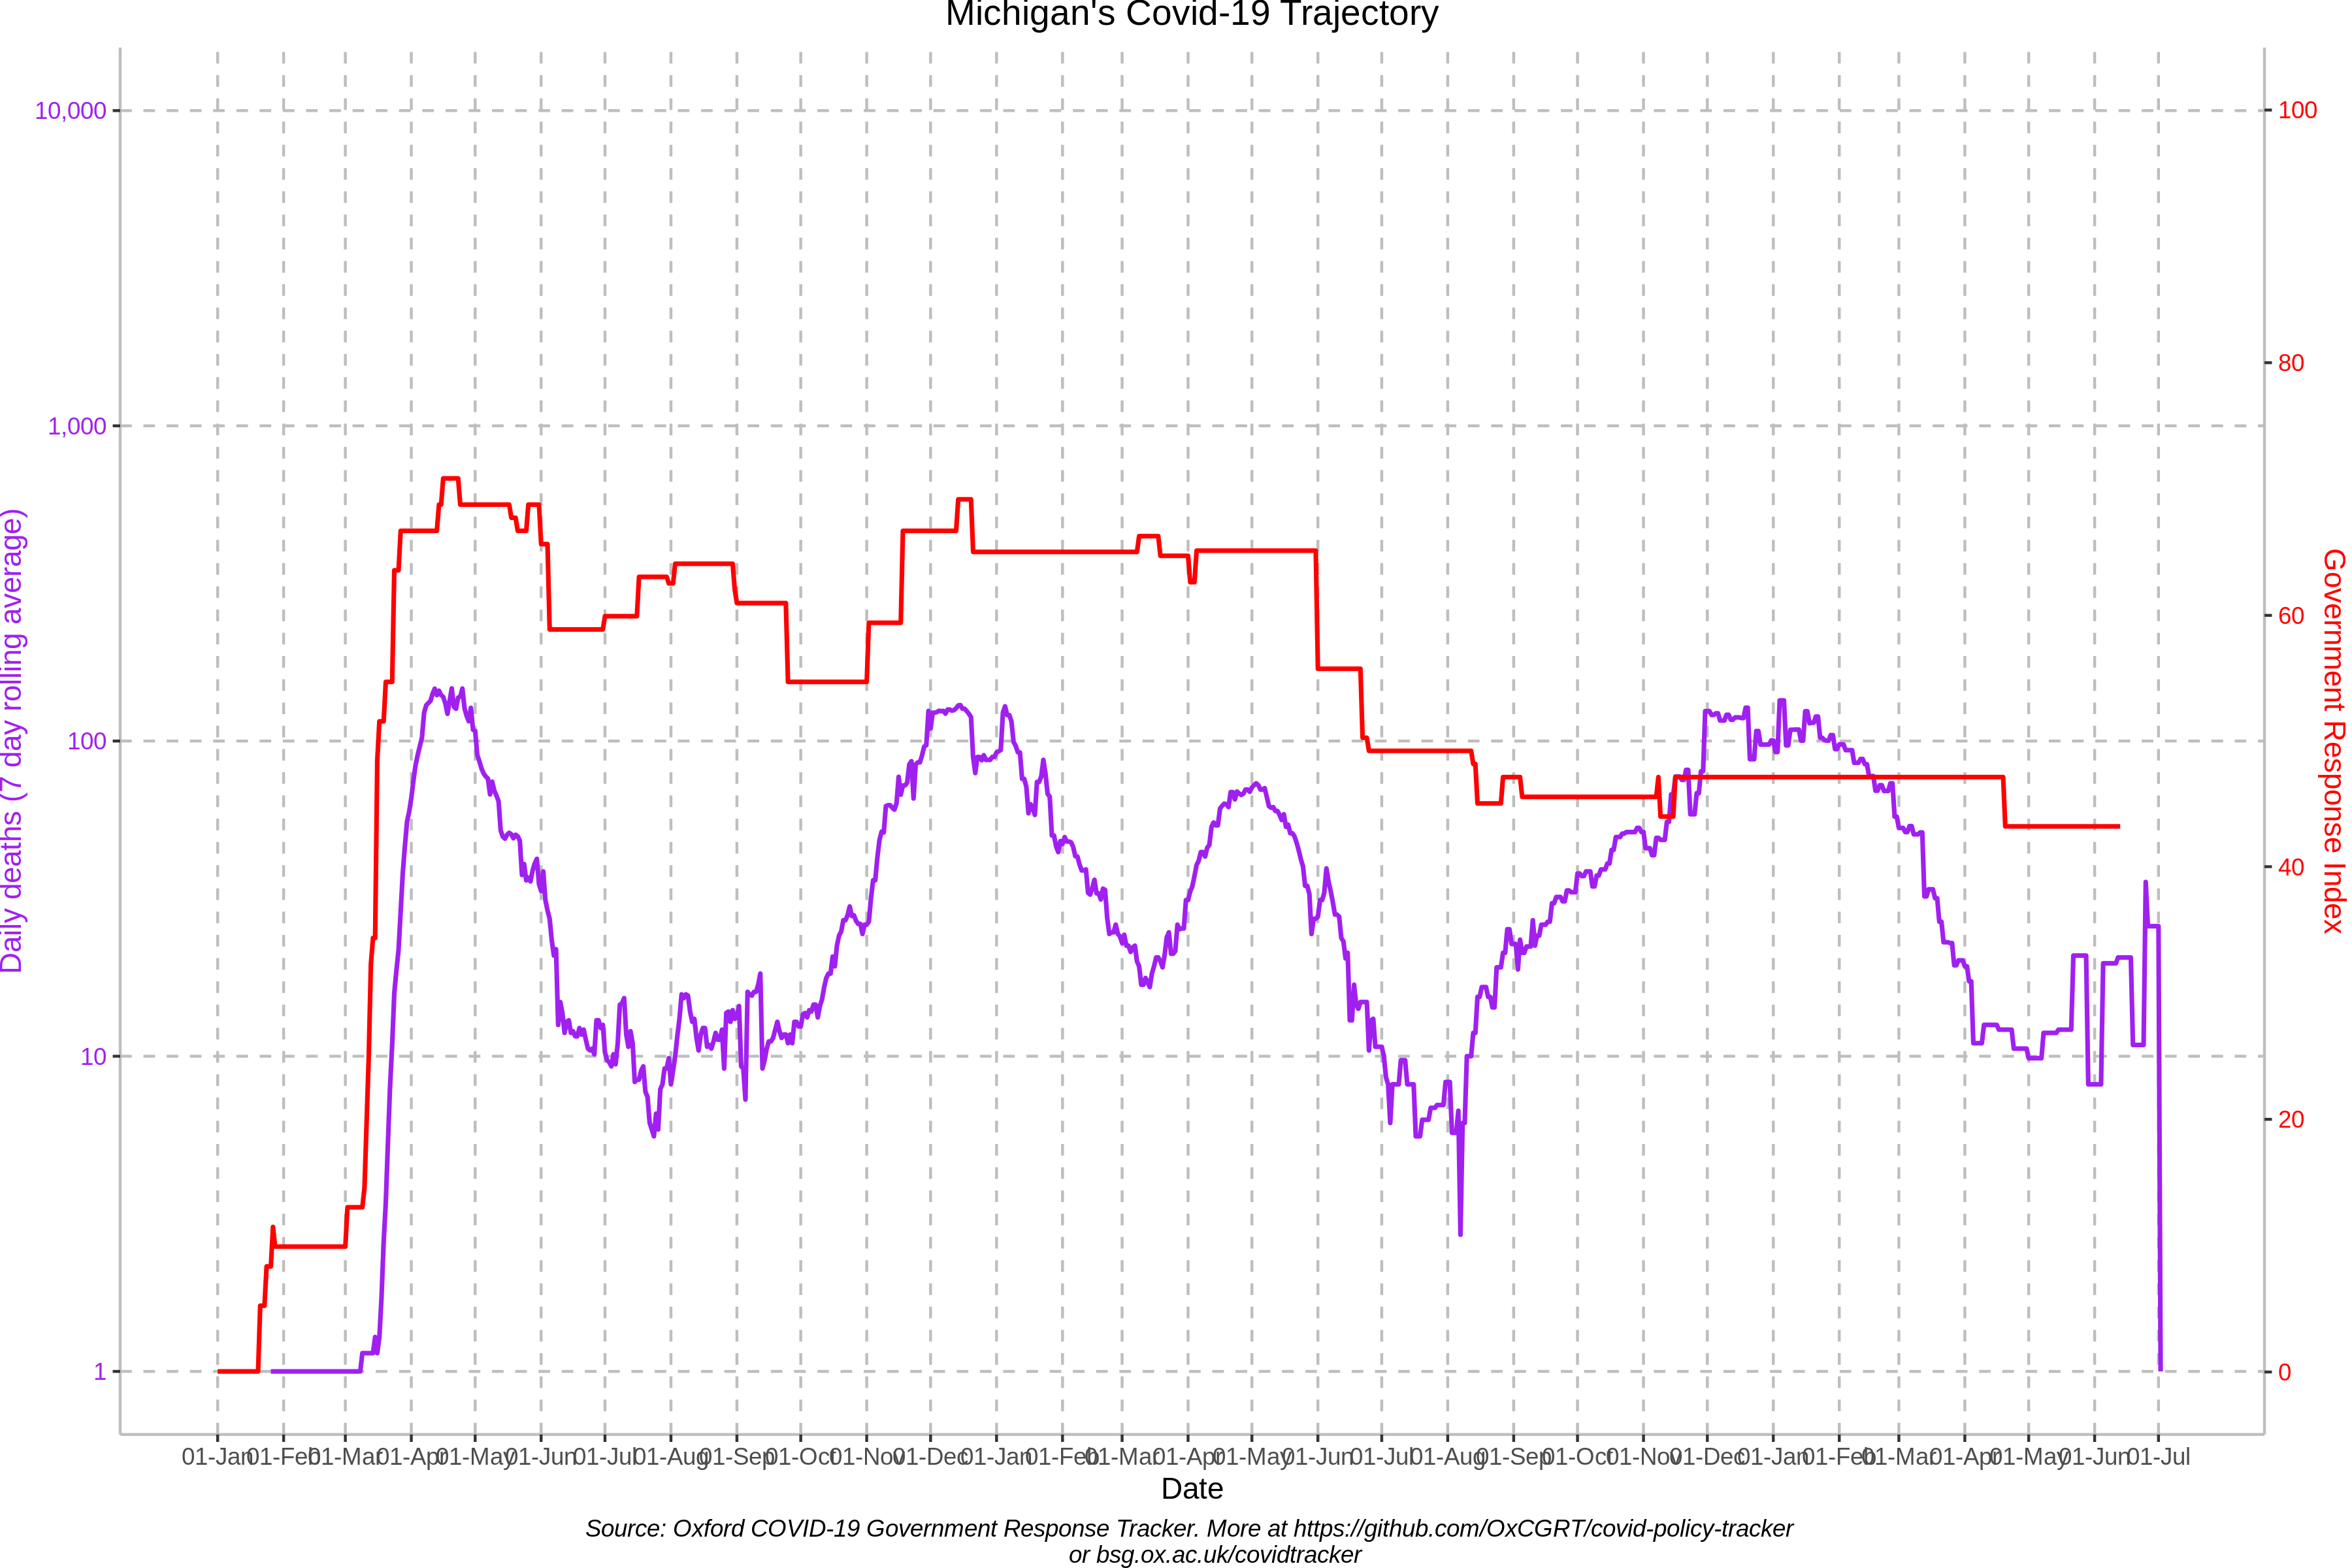 Michigan's Covid-19 Trajectory
10,000
1,000
100
10
1
Daily deaths (7 day rolling average)
100
80
60
40
20
0
Government Response Index
01-Jan 01-Feb 01-Mar 01-Apr 01-May 01-Jun 01-Jul 01-Aug 01-Sep 01-Oct 01-Nov 01-Dec 01-Jan 01-Feb 01-Mar 01-Apr 01-May 01-Jun 01-Jul 01-Aug 01-Sep 01-Oct 01-Nov 01-Dec 01-Jan 01-Feb 01-Mar 01-Apr 01-May 01-Jun 01-Jul
Date
Source: Oxford COVID-19 Government Response Tracker. More at https://github.com/OxCGRT/covid-policy-tracker
or bsg.ox.ac.uk/covidtracker